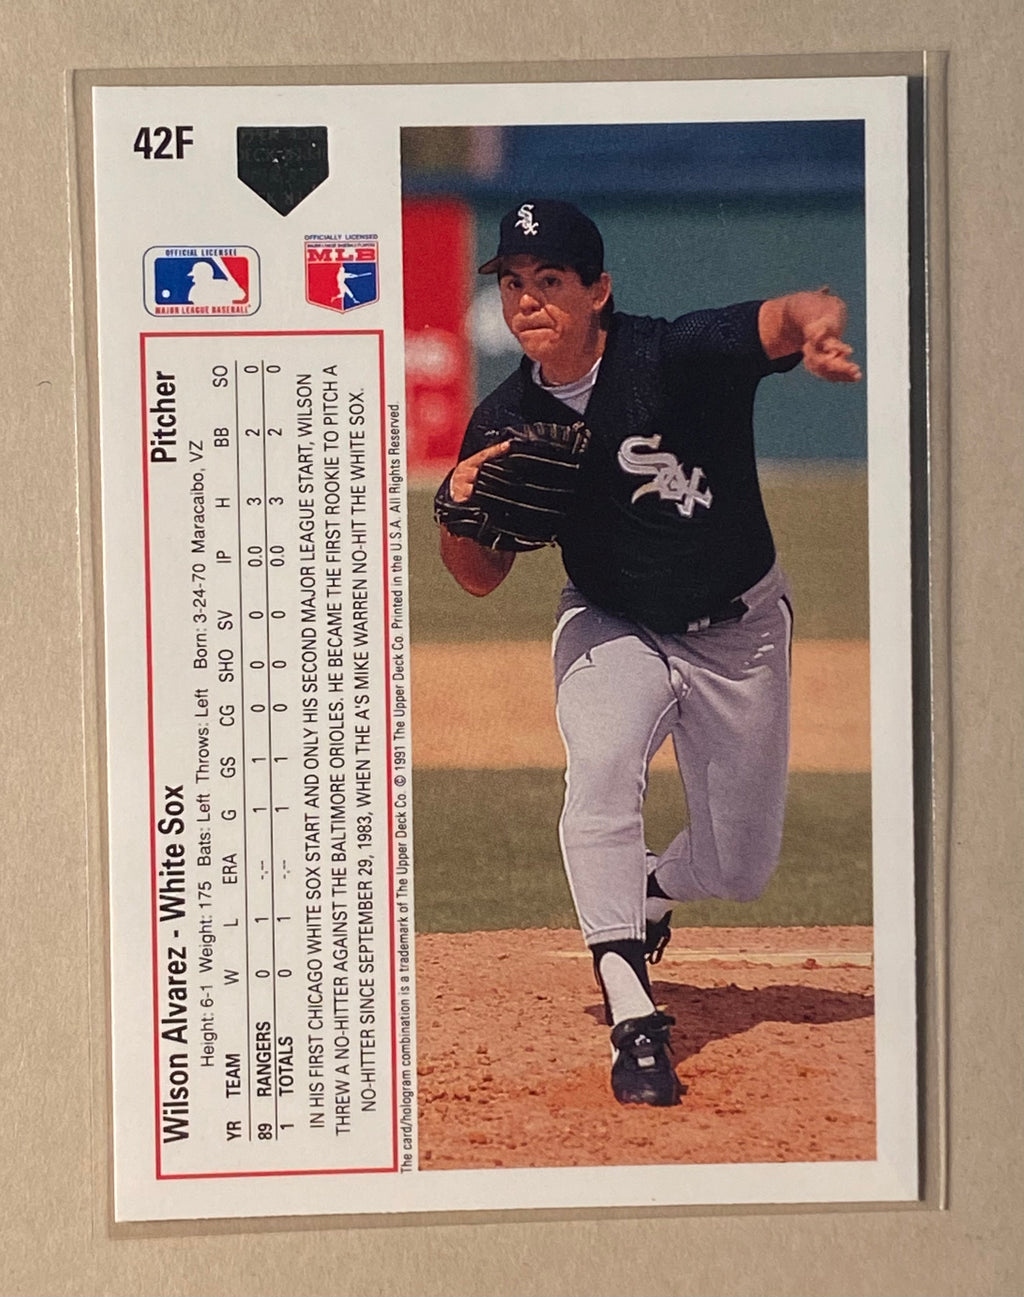 42F
OFFICIAL LICENSEE
MAJOR LEAGUE BASEBALL
OFFICIALLY LICENSED
MAJOR LEAGUE BASEBALL PLAYERS
MLB
Wilson Alvarez - White Sox Pitcher
Height: 6-1 Weight: 175 Bats: Left Throws: Left Born: 3-24-70 Maracaibo, VZ
YR TEAM W L ERA G GS CG SHO SV IP H BB SO
89 RANGERS 0 1 -.-- 1 1 0 0 0 0.0 3 2 0
1 TOTALS 0 1 -.-- 1 1 0 0 0 0.0 3 2 0
IN HIS FIRST CHICAGO WHITE SOX START AND ONLY HIS SECOND MAJOR LEAGUE START, WILSON
THREW A NO-HITTER AGAINST THE BALTIMORE ORIOLES. HE BECAME THE FIRST ROOKIE TO PITCH A
NO-HITTER SINCE SEPTEMBER 29, 1983, WHEN THE A'S MIKE WARREN NO-HIT THE WHITE SOX.
The card/hologram combination is a trademark of The Upper Deck Co. © 1991 The Upper Deck Co. Printed in the U.S.A. All Rights Reserved.
Sox
Sox